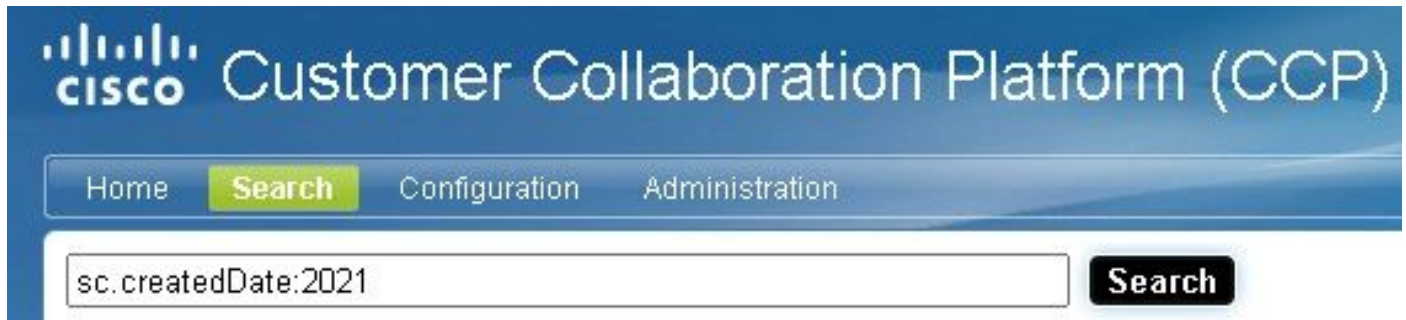 CISCO Customer Collaboration Platform (CCP)
Home Search Configuration Administration
sc.createdDate:2021 Search